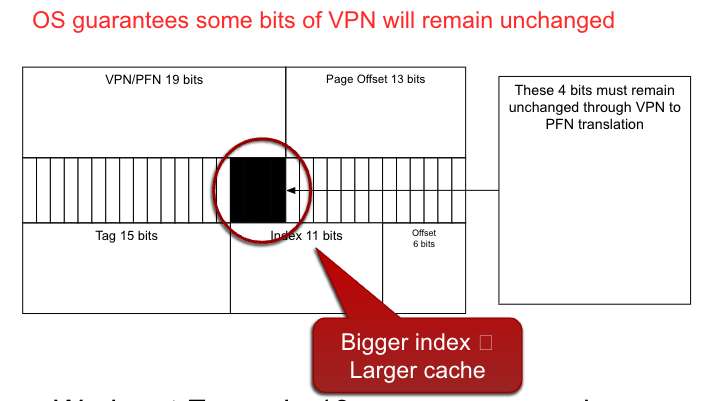 OS guarantees some bits of VPN will remain unchanged
VPN/PFN 19 bits
Page Offset 13 bits
These 4 bits must remain
unchanged through VPN to
PFN translation
Tag 15 bits
Index 11 bits
Offset
6 bits
Bigger index
Larger cache